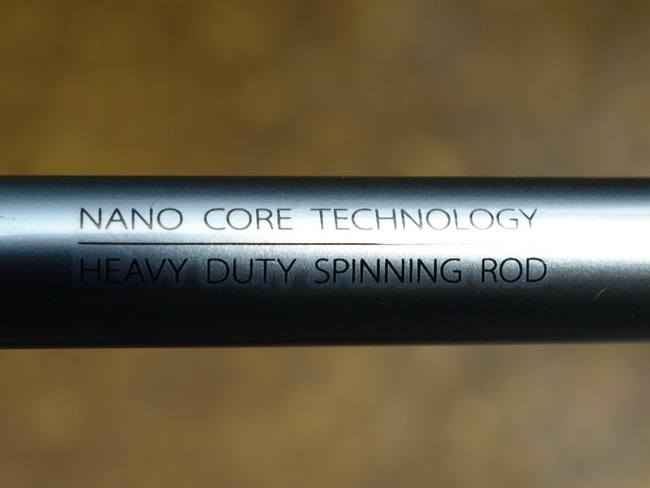 NANO CORE TECHNOLOGY
HEAVY DUTY SPINNING ROD